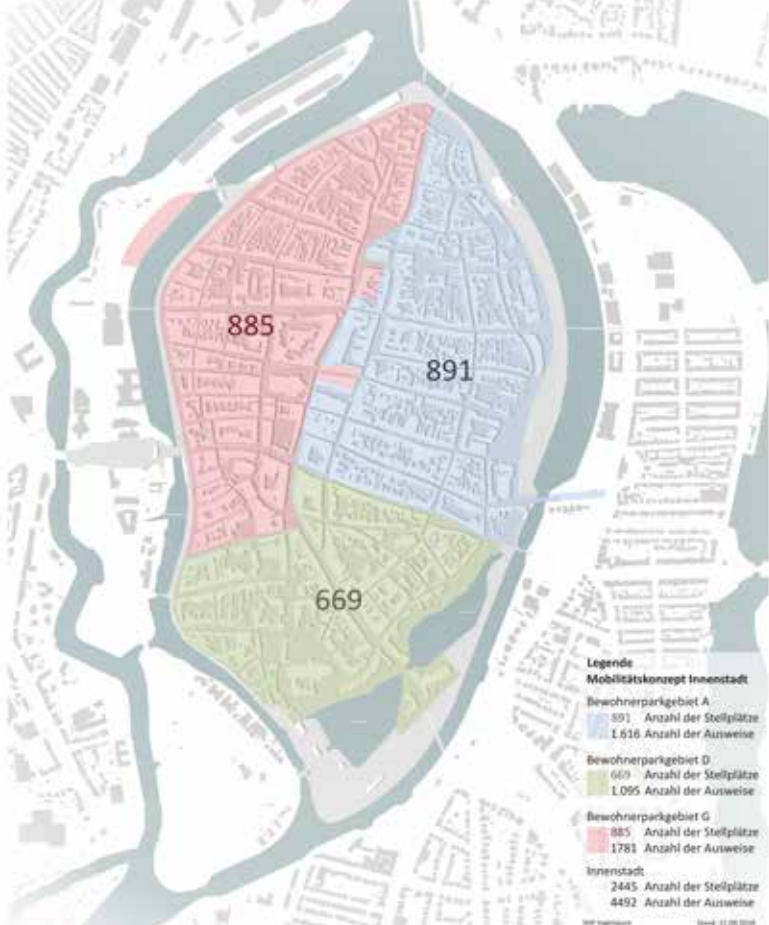 885
891
669
Legende
Mobilitätskonzept Innenstadt
Bewohnerparkgebiet A
891 Anzahl der Stellplätze
1.616 Anzahl der Ausweise
Bewohnerparkgebiet D
669 Anzahl der Stellplätze
1.095 Anzahl der Ausweise
Bewohnerparkgebiet G
885 Anzahl der Stellplätze
1781 Anzahl der Ausweise
Innenstadt
2445 Anzahl der Stellplätze
4492 Anzahl der Ausweise